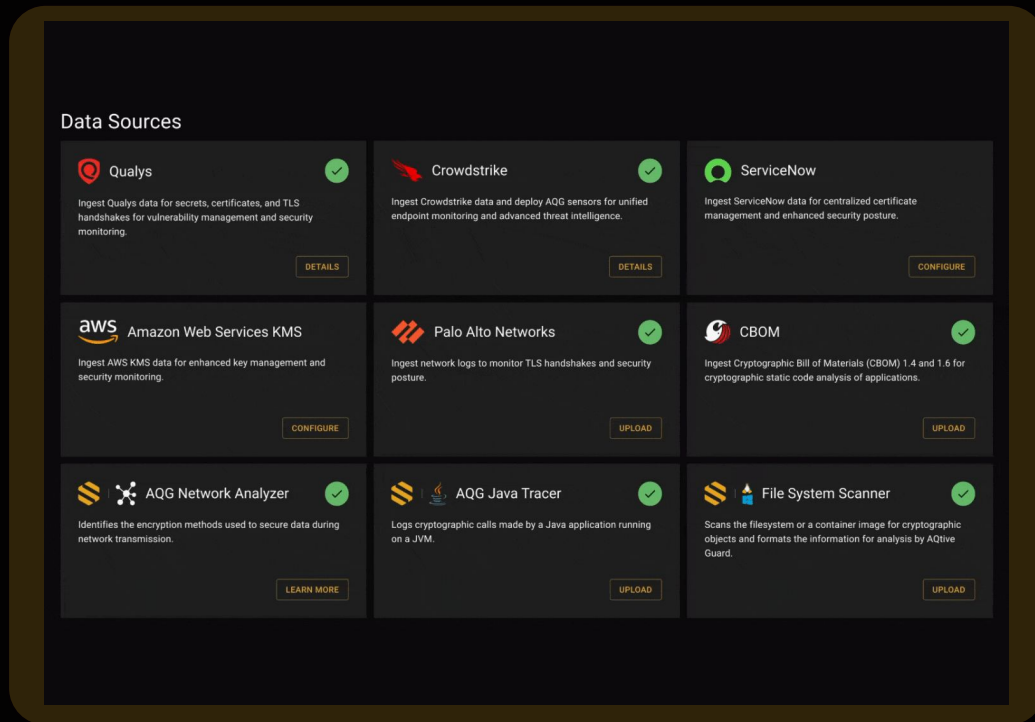 Data Sources
Qualys
Ingest Qualys data for secrets, certificates, and TLS
handshakes for vulnerability management and security
monitoring.
DETAILS
Crowdstrike
Ingest Crowdstrike data and deploy AQG sensors for unified
endpoint monitoring and advanced threat intelligence.
DETAILS
ServiceNow
Ingest ServiceNow data for centralized certificate
management and enhanced security posture.
CONFIGURE
aws Amazon Web Services KMS
Ingest AWS KMS data for enhanced key management and
security monitoring.
CONFIGURE
Palo Alto Networks
Ingest network logs to monitor TLS handshakes and security
posture.
UPLOAD
CBOM
Ingest Cryptographic Bill of Materials (CBOM) 1.4 and 1.6 for
cryptographic static code analysis of applications.
UPLOAD
AQG Network Analyzer
Identifies the encryption methods used to secure data during
network transmission.
LEARN MORE
AQG Java Tracer
Logs cryptographic calls made by a Java application running
on a JVM.
UPLOAD
File System Scanner
Scans the filesystem or a container image for cryptographic
objects and formats the information for analysis by AQtive
Guard.
UPLOAD